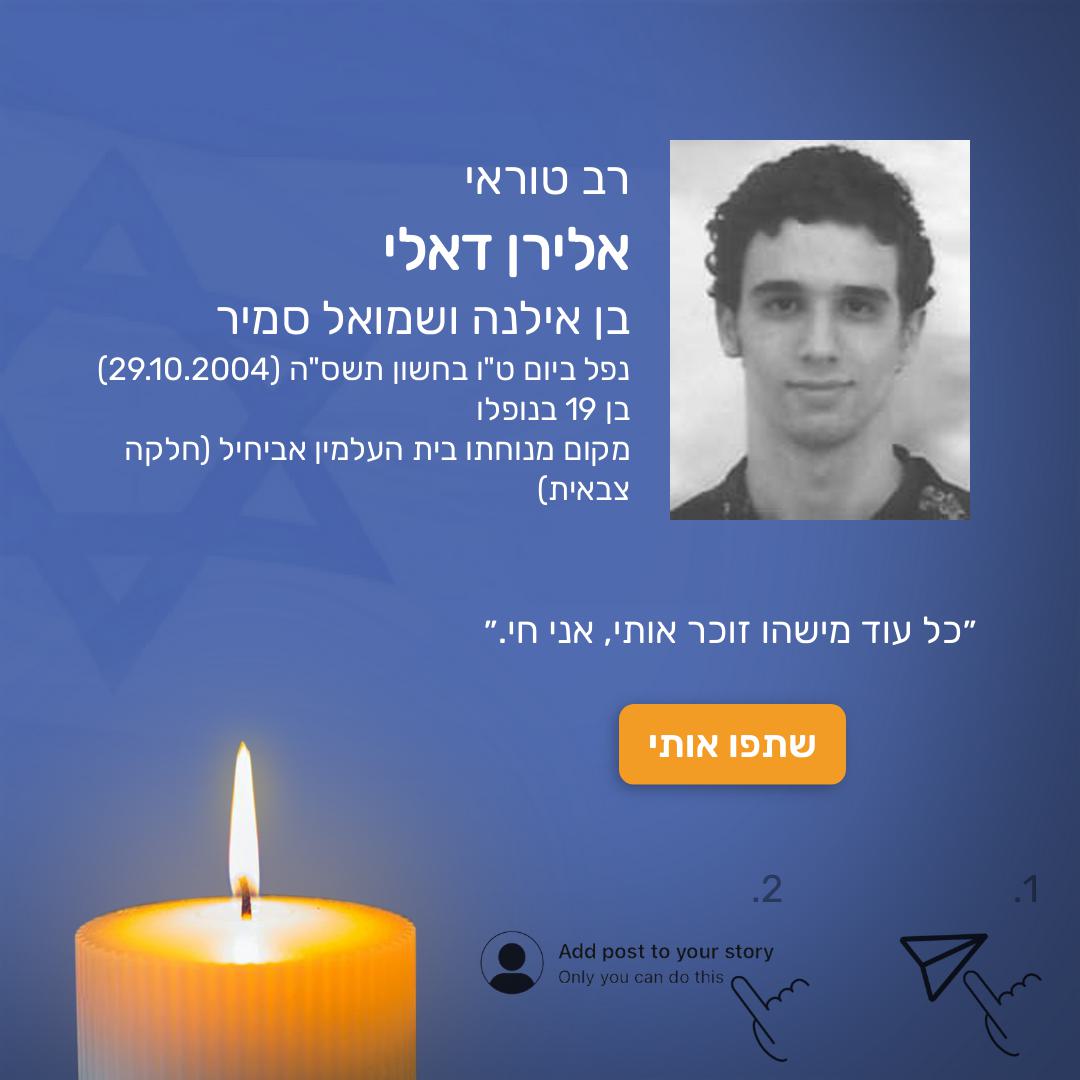 רב טוראי
אלירן דאלי
בן אילנה ושמואל סמיר
נפל ביום ט"ו בחשון תשס"ה (29.10.2004)
בן 19 בנופלו
מקום מנוחתו בית העלמין אביחיל (חלקה
צבאית)
״כל עוד מישהו זוכר אותי, אני חי.״
שתפו אותי
1.
2.
Add post to your story
Only you can do this